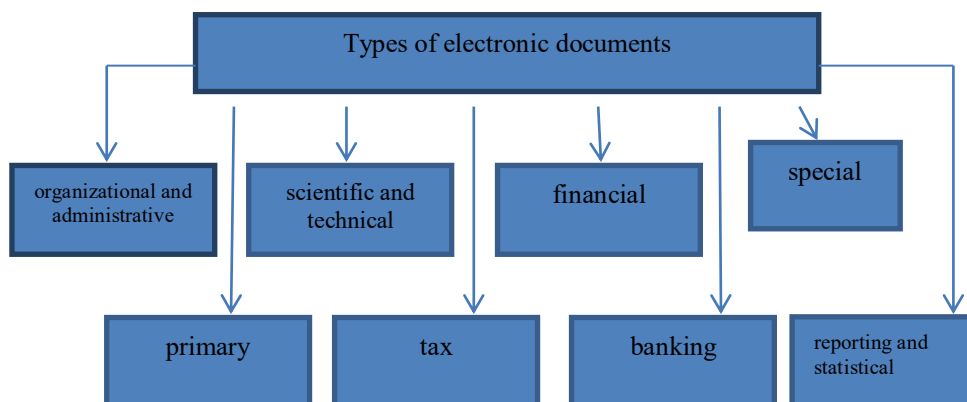 Types of electronic documents
organizational and
administrative
scientific and
technical
financial
special
primary
tax
banking
reporting and
statistical